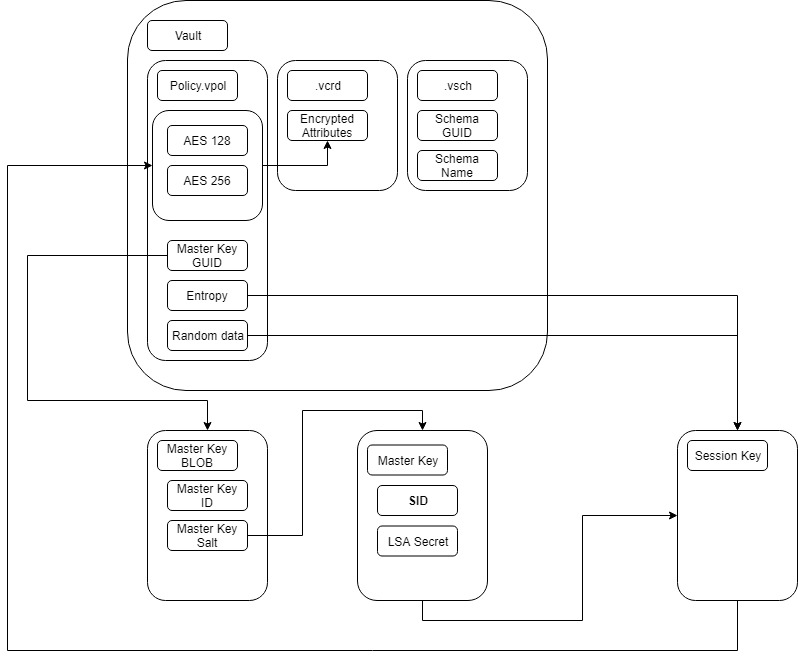 Vault
Policy.vpol
AES 128
AES 256
Master Key
GUID
Entropy
Random data
.vcrd
Encrypted
Attributes
.vsch
Schema
GUID
Schema
Name
Master Key
BLOB
Master Key
ID
Master Key
Salt
Master Key
SID
LSA Secret
Session Key